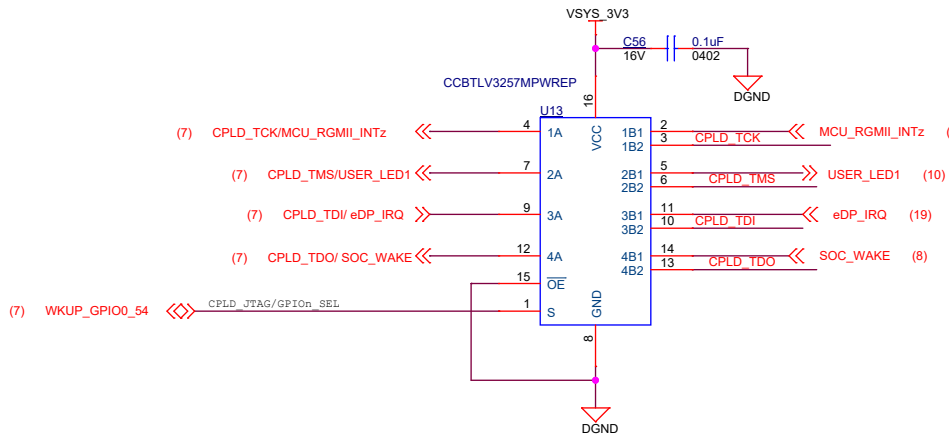 VSYS_3V3
C56 0.1uF
16V 0402
DGND
CCBTLV3257MPWREP
U13
16
VCC
(7) CPLD_TCK/MCU_RGMII_INTz 4 1A 1B1 2 MCU_RGMII_INTz (
1B2 3 CPLD_TCK
(7) CPLD_TMS/USER_LED1 7 2A 2B1 5 USER_LED1 (10)
2B2 6 CPLD_TMS
(7) CPLD_TDI/ eDP_IRQ 9 3A 3B1 11 eDP_IRQ (19)
3B2 10 CPLD_TDI
(7) CPLD_TDO/ SOC_WAKE 12 4A 4B1 14 SOC_WAKE (8)
4B2 13 CPLD_TDO
15 OE
(7) WKUP_GPIO0_54 CPLD_JTAG/GPIOn_SEL 1 S
GND
8
DGND